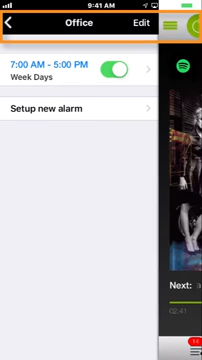 9:41 AM
Office
Edit
7:00 AM - 5:00 PM
Week Days
Setup new alarm
Next:
02:41
14